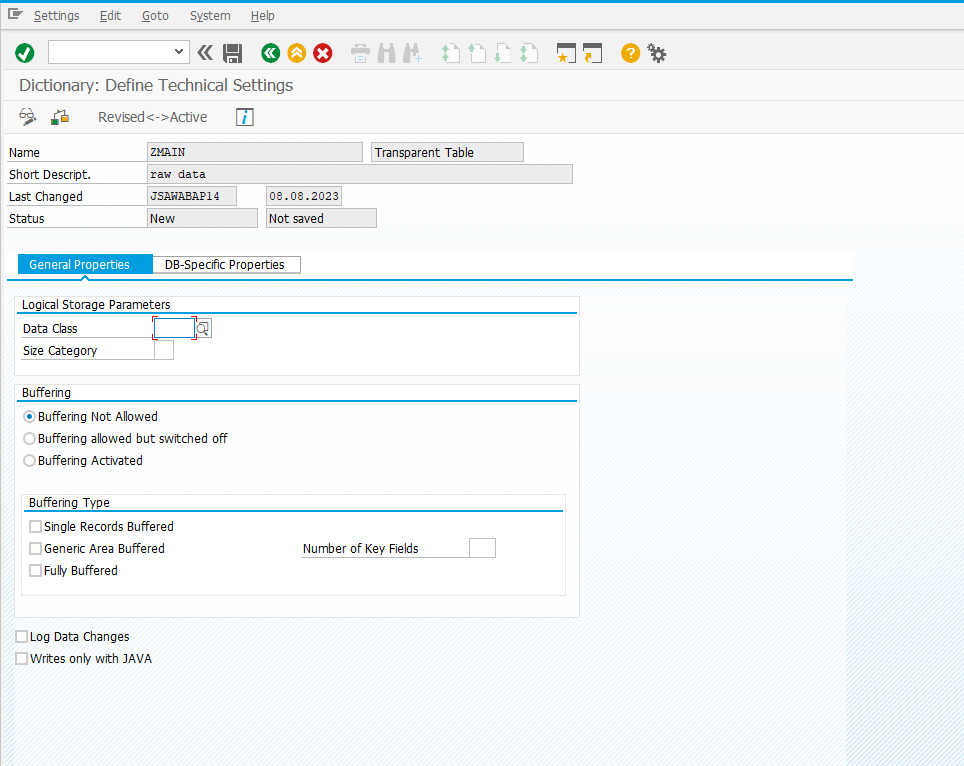 Settings Edit Goto System Help
Dictionary: Define Technical Settings
Revised<->Active
Name ZMAIN Transparent Table
Short Descript. raw data
Last Changed JSAWABAP14 08.08.2023
Status New Not saved
General Properties DB-Specific Properties
Logical Storage Parameters
Data Class
Size Category
Buffering
Buffering Not Allowed
Buffering allowed but switched off
Buffering Activated
Buffering Type
Single Records Buffered
Generic Area Buffered Number of Key Fields
Fully Buffered
Log Data Changes
Writes only with JAVA